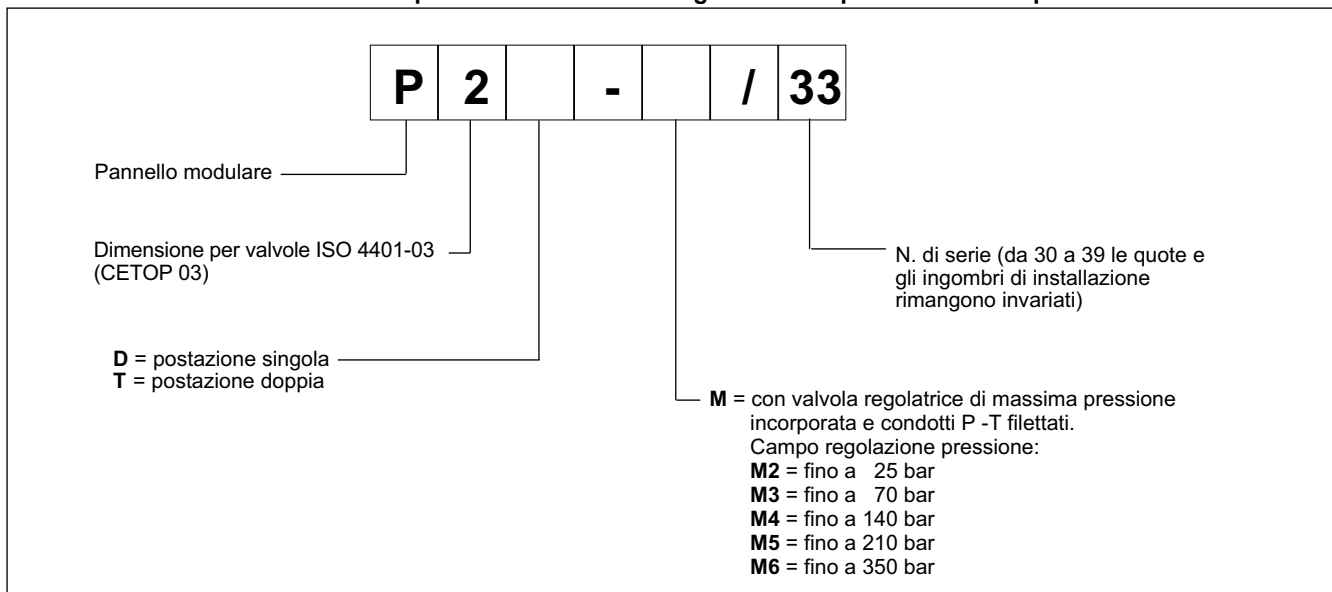 P 2 - / 33
Pannello modulare
Dimensione per valvole ISO 4401-03
(CETOP 03)
D = postazione singola
T = postazione doppia
N. di serie (da 30 a 39 le quote e
gli ingombri di installazione
rimangono invariati)
M = con valvola regolatrice di massima pressione
incorporata e condotti P -T filettati.
Campo regolazione pressione:
M2 = fino a 25 bar
M3 = fino a 70 bar
M4 = fino a 140 bar
M5 = fino a 210 bar
M6 = fino a 350 bar